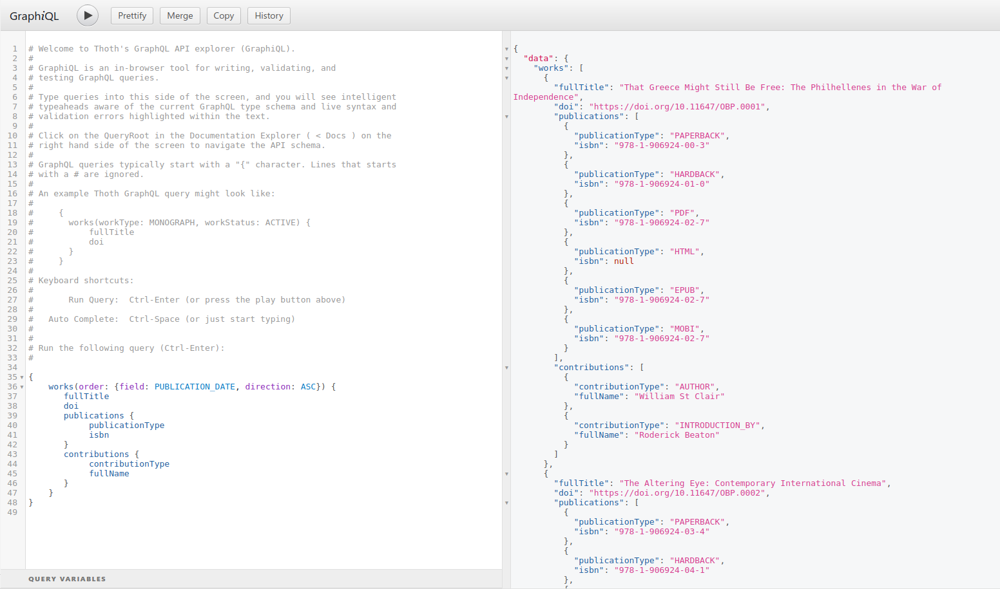 GraphiQL
Prettify
Merge
Copy
History
1 # Welcome to Thoth's GraphQL API explorer (GraphiQL).
2 #
3 # GraphiQL is an in-browser tool for writing, validating, and
4 # testing GraphQL queries.
5 #
6 # Type queries into this side of the screen, and you will see intelligent
7 # typeaheads aware of the current GraphQL type schema and live syntax and
8 # validation errors highlighted within the text.
9 #
10 # Click on the QueryRoot in the Documentation Explorer ( < Docs ) on the
11 # right hand side of the screen to navigate the API schema.
12 #
13 # GraphQL queries typically start with a "{" character. Lines that starts
14 # with a # are ignored.
15 #
16 # An example Thoth GraphQL query might look like:
17 #
18 #     {
19 #       works(workType: MONOGRAPH, workStatus: ACTIVE) {
20 #           fullTitle
21 #           doi
22 #       }
23 #     }
24 #
25 # Keyboard shortcuts:
26 #
27 #       Run Query:  Ctrl-Enter (or press the play button above)
28 #
29 #   Auto Complete:  Ctrl-Space (or just start typing)
30 #
31 #
32 # Run the following query (Ctrl-Enter):
33 #
34
35 {
36     works(order: {field: PUBLICATION_DATE, direction: ASC}) {
37        fullTitle
38        doi
39        publications {
40             publicationType
41             isbn
42        }
43        contributions {
44             contributionType
45             fullName
46        }
47     }
48 }
49
QUERY VARIABLES
{
  "data": {
    "works": [
      {
        "fullTitle": "That Greece Might Still Be Free: The Philhellenes in the War of
Independence",
        "doi": "https://doi.org/10.11647/OBP.0001",
        "publications": [
          {
            "publicationType": "PAPERBACK",
            "isbn": "978-1-906924-00-3"
          },
          {
            "publicationType": "HARDBACK",
            "isbn": "978-1-906924-01-0"
          },
          {
            "publicationType": "PDF",
            "isbn": "978-1-906924-02-7"
          },
          {
            "publicationType": "HTML",
            "isbn": null
          },
          {
            "publicationType": "EPUB",
            "isbn": "978-1-906924-02-7"
          },
          {
            "publicationType": "MOBI",
            "isbn": "978-1-906924-02-7"
          }
        ],
        "contributions": [
          {
            "contributionType": "AUTHOR",
            "fullName": "William St Clair"
          },
          {
            "contributionType": "INTRODUCTION_BY",
            "fullName": "Roderick Beaton"
          }
        ]
      },
      {
        "fullTitle": "The Altering Eye: Contemporary International Cinema",
        "doi": "https://doi.org/10.11647/OBP.0002",
        "publications": [
          {
            "publicationType": "PAPERBACK",
            "isbn": "978-1-906924-03-4"
          },
          {
            "publicationType": "HARDBACK",
            "isbn": "978-1-906924-04-1"
          },
          {